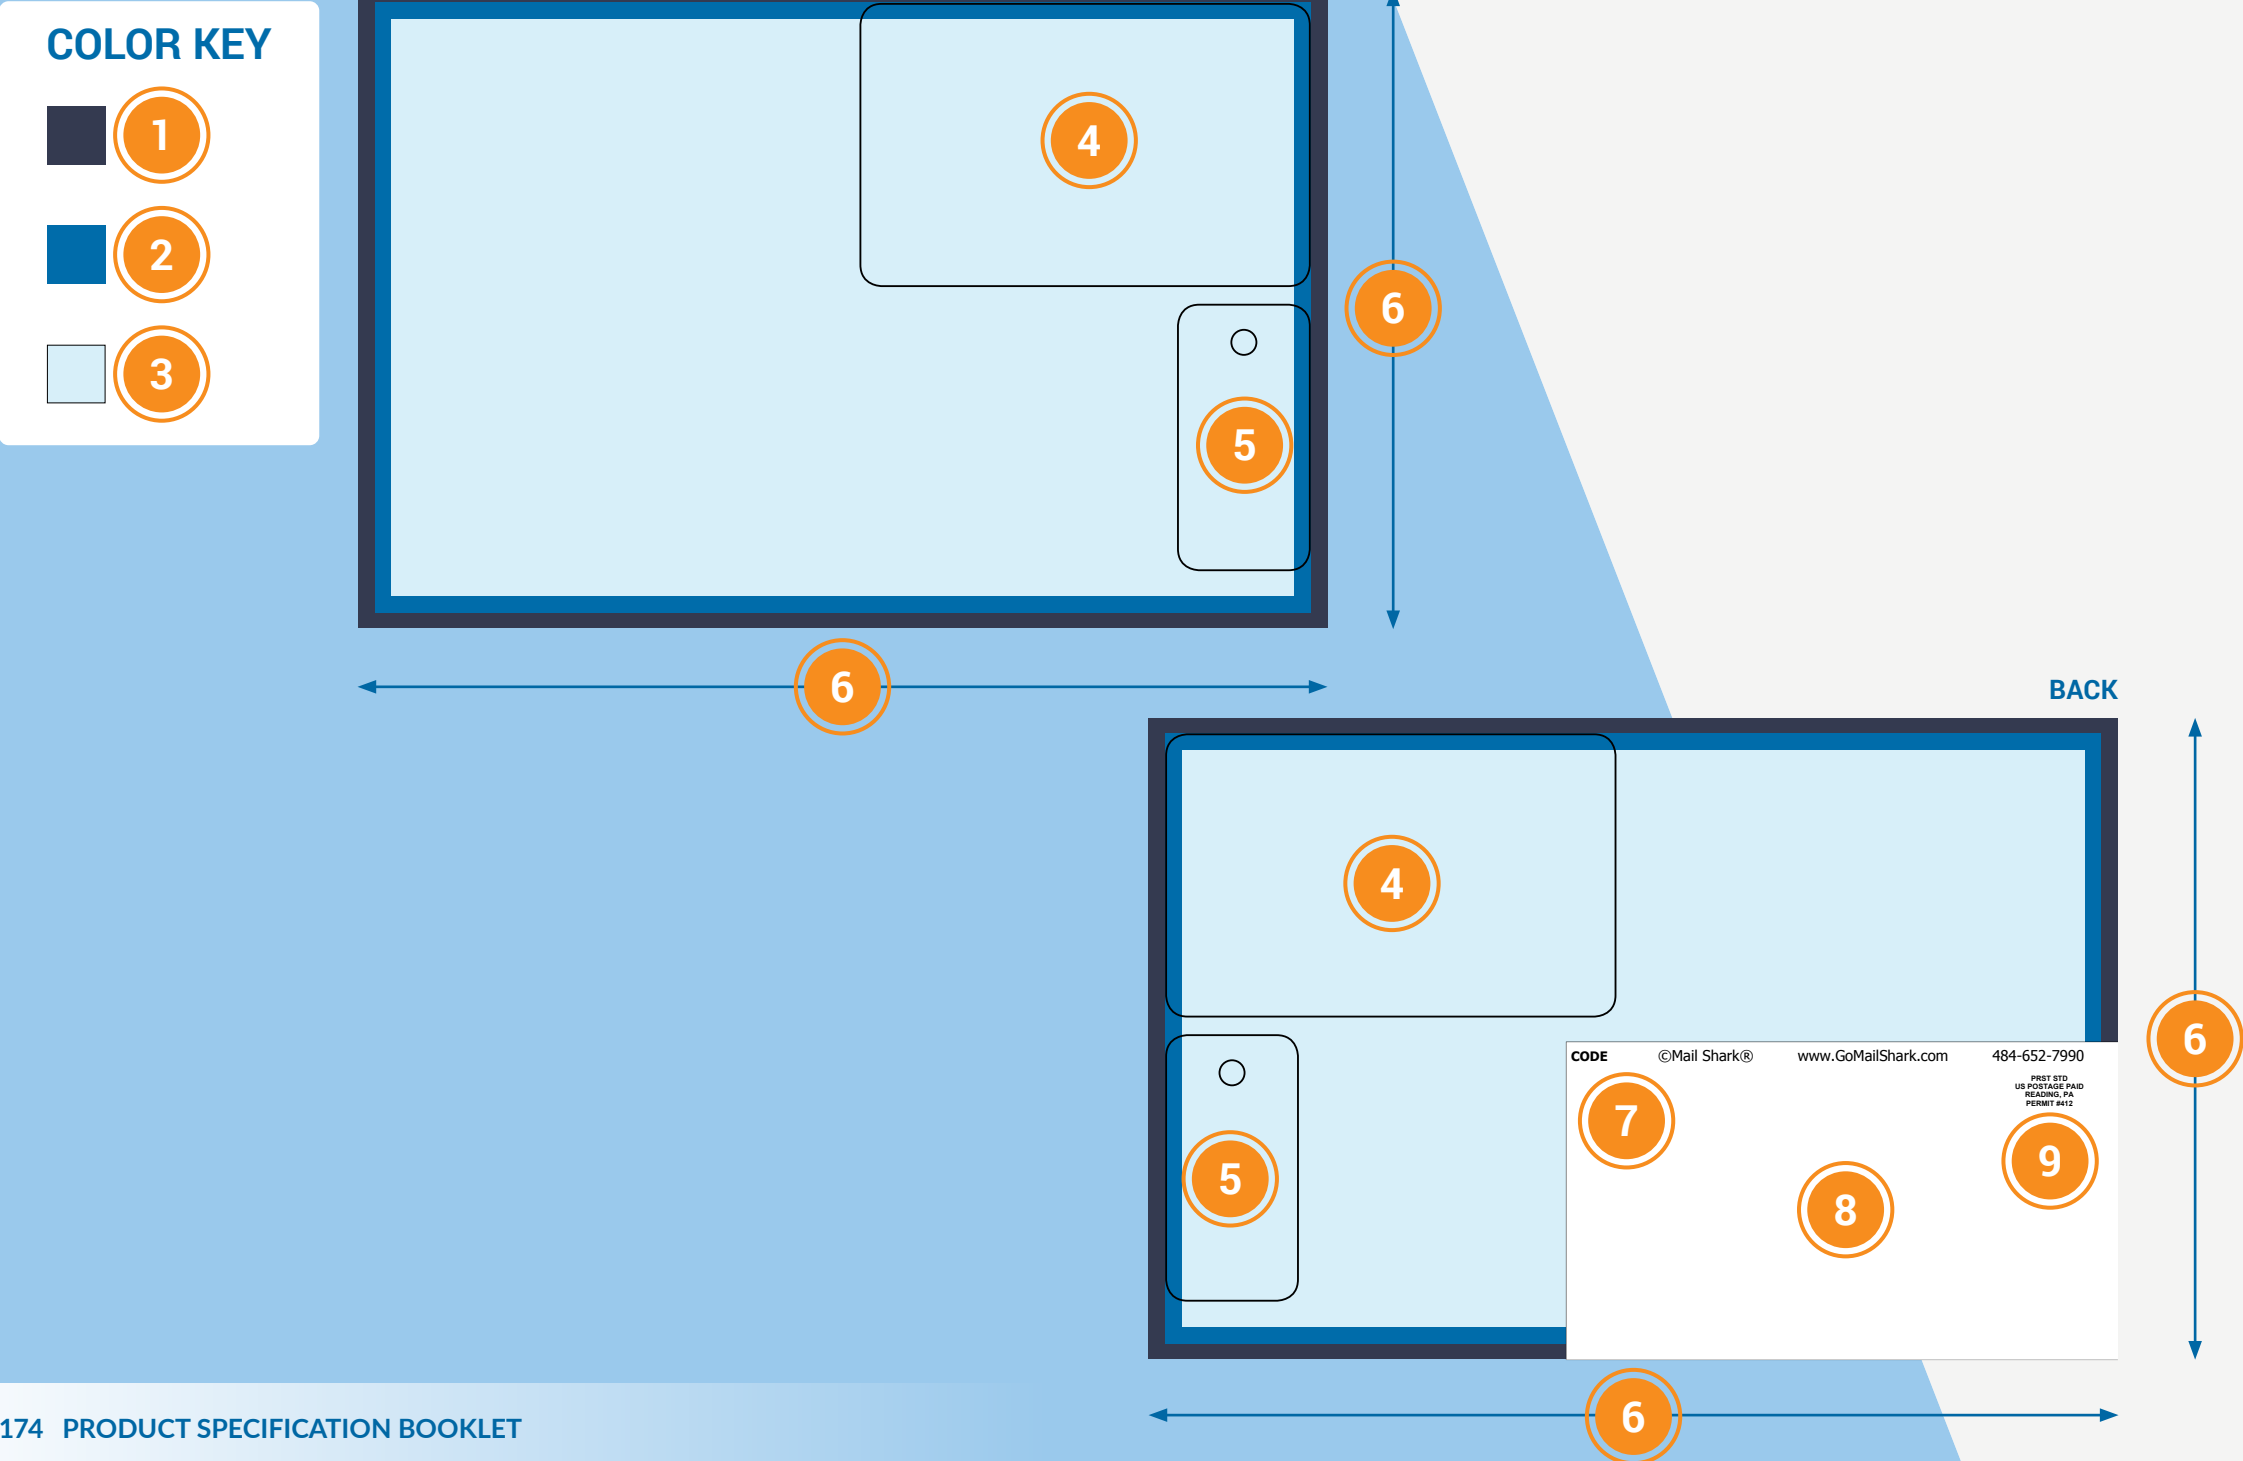 COLOR KEY
1
2
3
4
5
6
6
BACK
4
5
6
CODE ©Mail Shark® www.GoMailShark.com 484-652-7990
PRST STD
US POSTAGE PAID
READING, PA
PERMIT #412
7
8
9
6
174 PRODUCT SPECIFICATION BOOKLET